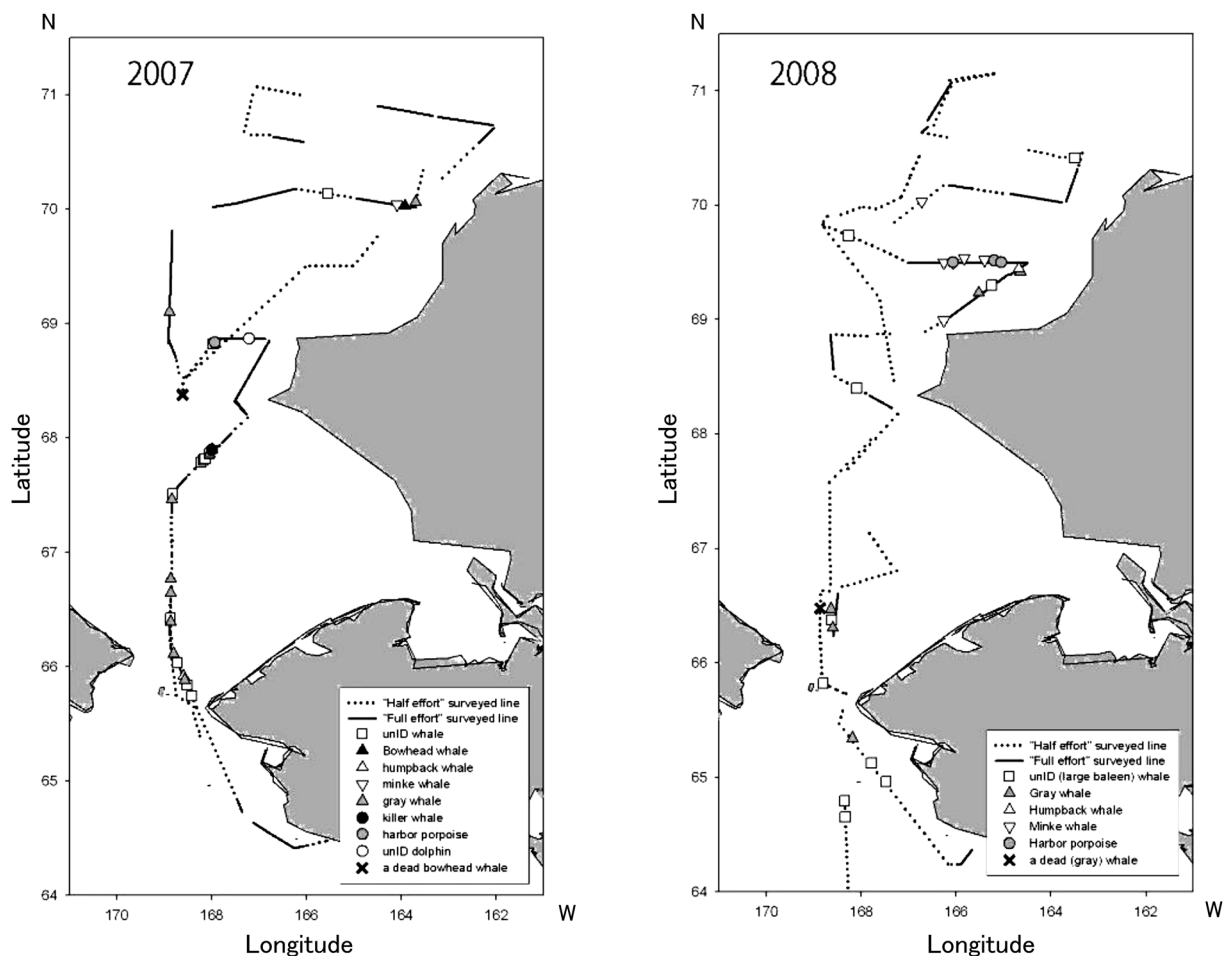 N
2007
71
70
69
68
67
66
65
64
Latitude
170
168
166
164
162
W
Longitude
"Half effort" surveyed line
"Full effort" surveyed line
unID whale
Bowhead whale
humpback whale
minke whale
gray whale
killer whale
harbor porpoise
unID dolphin
a dead bowhead whale
N
2008
71
70
69
68
67
66
65
64
Latitude
170
168
166
164
162
W
Longitude
"Half effort" surveyed line
"Full effort" surveyed line
unID (large baleen) whale
Gray whale
Humpback whale
Minke whale
Harbor porpoise
a dead (gray) whale